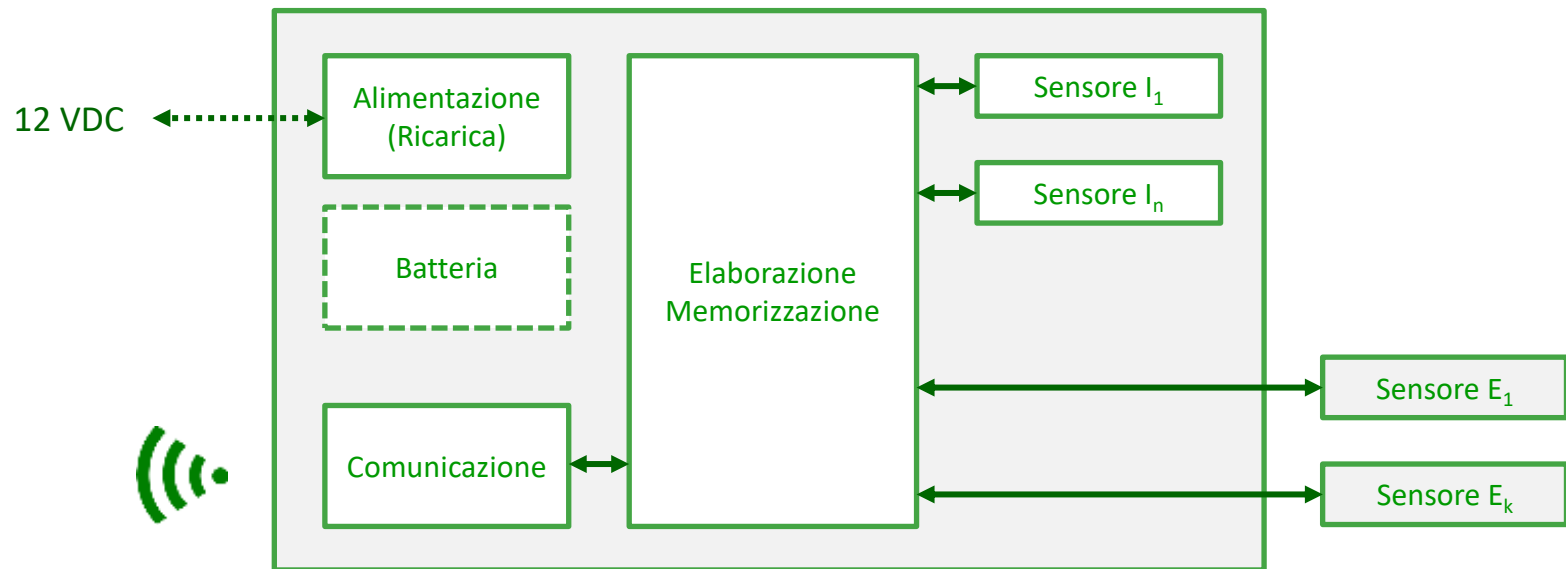 12 VDC
Alimentazione
(Ricarica)
Batteria
Comunicazione
Elaborazione
Memorizzazione
Sensore I₁
Sensore Iₙ
Sensore E₁
Sensore Eₖ